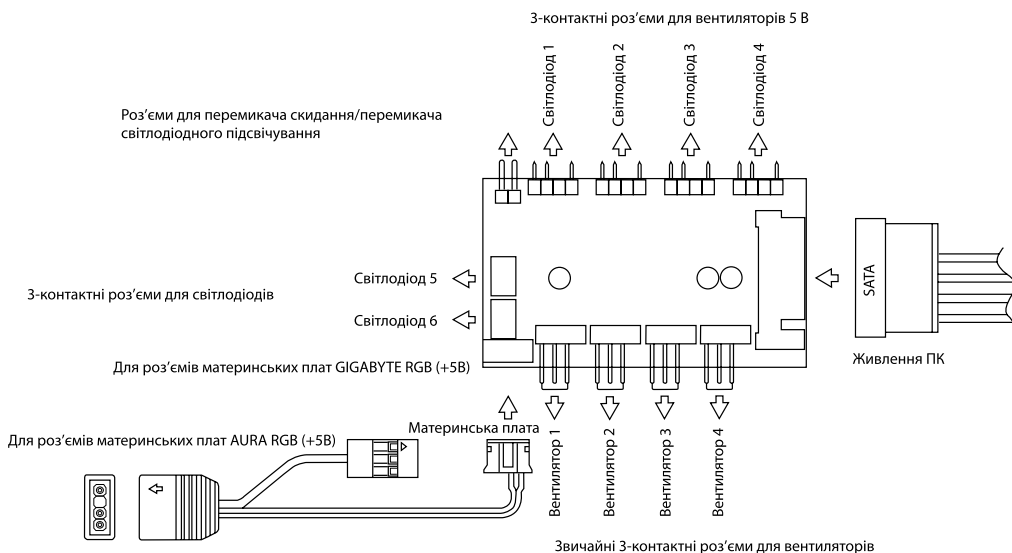 3-контактні роз’єми для вентиляторів 5 В
Світлодіод 1
Світлодіод 2
Світлодіод 3
Світлодіод 4
Роз’єми для перемикача скидання/перемикача
світлодіодного підсвічування
Світлодіод 5
3-контактні роз’єми для світлодіодів
Світлодіод 6
SATA
Живлення ПК
Для роз’ємів материнських плат GIGABYTE RGB (+5В)
Материнська плата
Для роз’ємів материнських плат AURA RGB (+5В)
Вентилятор 1
Вентилятор 2
Вентилятор 3
Вентилятор 4
Звичайні 3-контактні роз’єми для вентиляторів